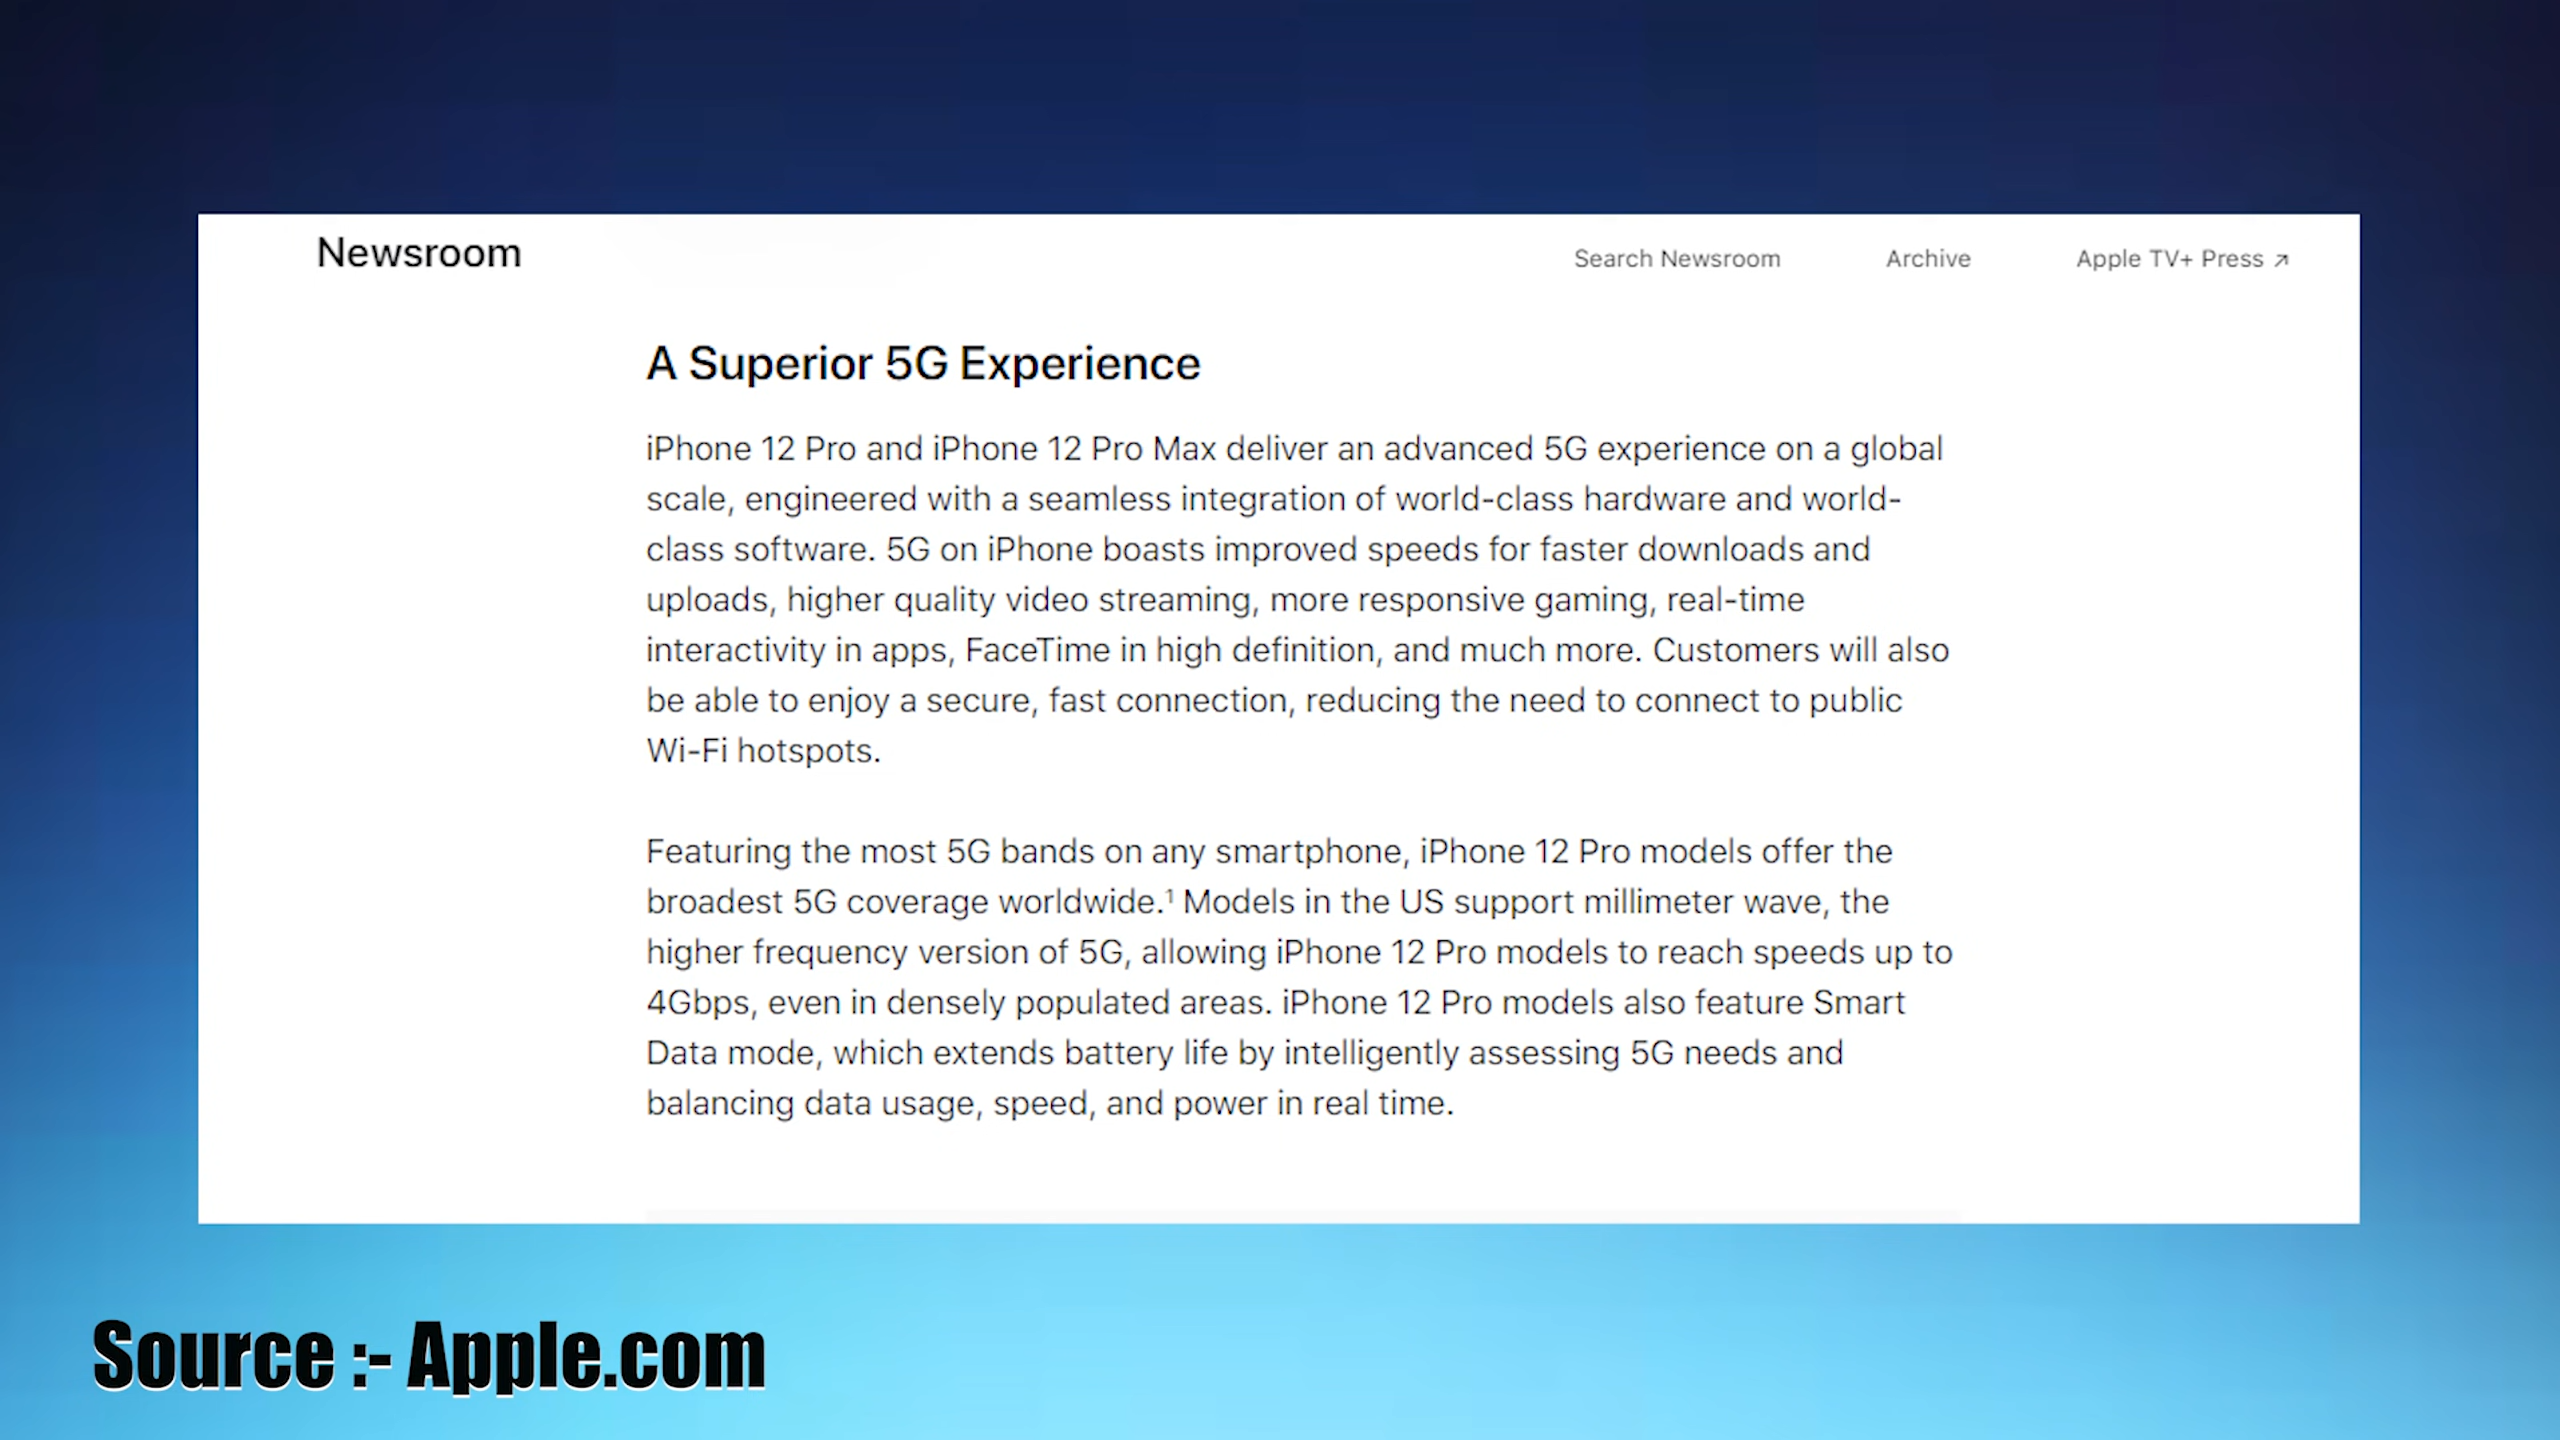 Newsroom
Search Newsroom
Archive
Apple TV+ Press ↗
A Superior 5G Experience
iPhone 12 Pro and iPhone 12 Pro Max deliver an advanced 5G experience on a global
scale, engineered with a seamless integration of world-class hardware and world-
class software. 5G on iPhone boasts improved speeds for faster downloads and
uploads, higher quality video streaming, more responsive gaming, real-time
interactivity in apps, FaceTime in high definition, and much more. Customers will also
be able to enjoy a secure, fast connection, reducing the need to connect to public
Wi-Fi hotspots.
Featuring the most 5G bands on any smartphone, iPhone 12 Pro models offer the
broadest 5G coverage worldwide.¹ Models in the US support millimeter wave, the
higher frequency version of 5G, allowing iPhone 12 Pro models to reach speeds up to
4Gbps, even in densely populated areas. iPhone 12 Pro models also feature Smart
Data mode, which extends battery life by intelligently assessing 5G needs and
balancing data usage, speed, and power in real time.
Source :- Apple.com